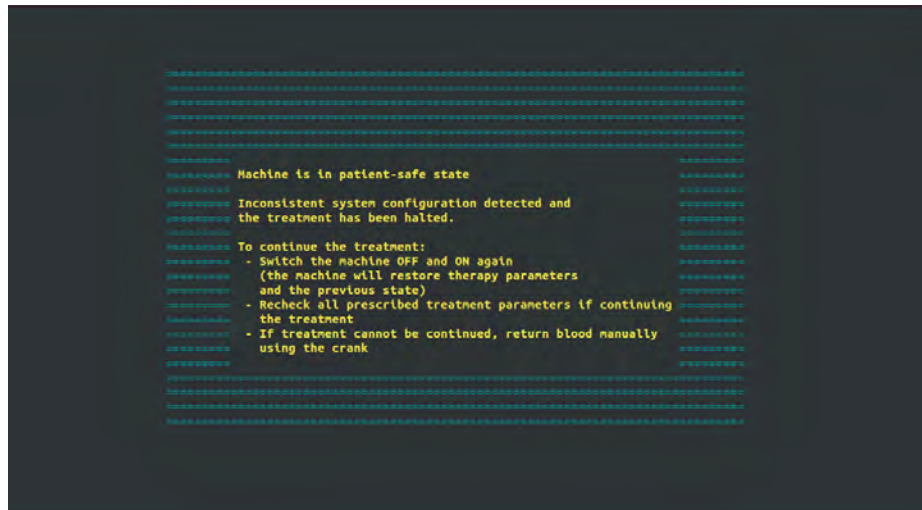 Machine is in patient-safe state
Inconsistent system configuration detected and
the treatment has been halted.
To continue the treatment:
- Switch the machine OFF and ON again
(the machine will restore therapy parameters
and the previous state)
- Recheck all prescribed treatment parameters if continuing
the treatment
- If treatment cannot be continued, return blood manually
using the crank